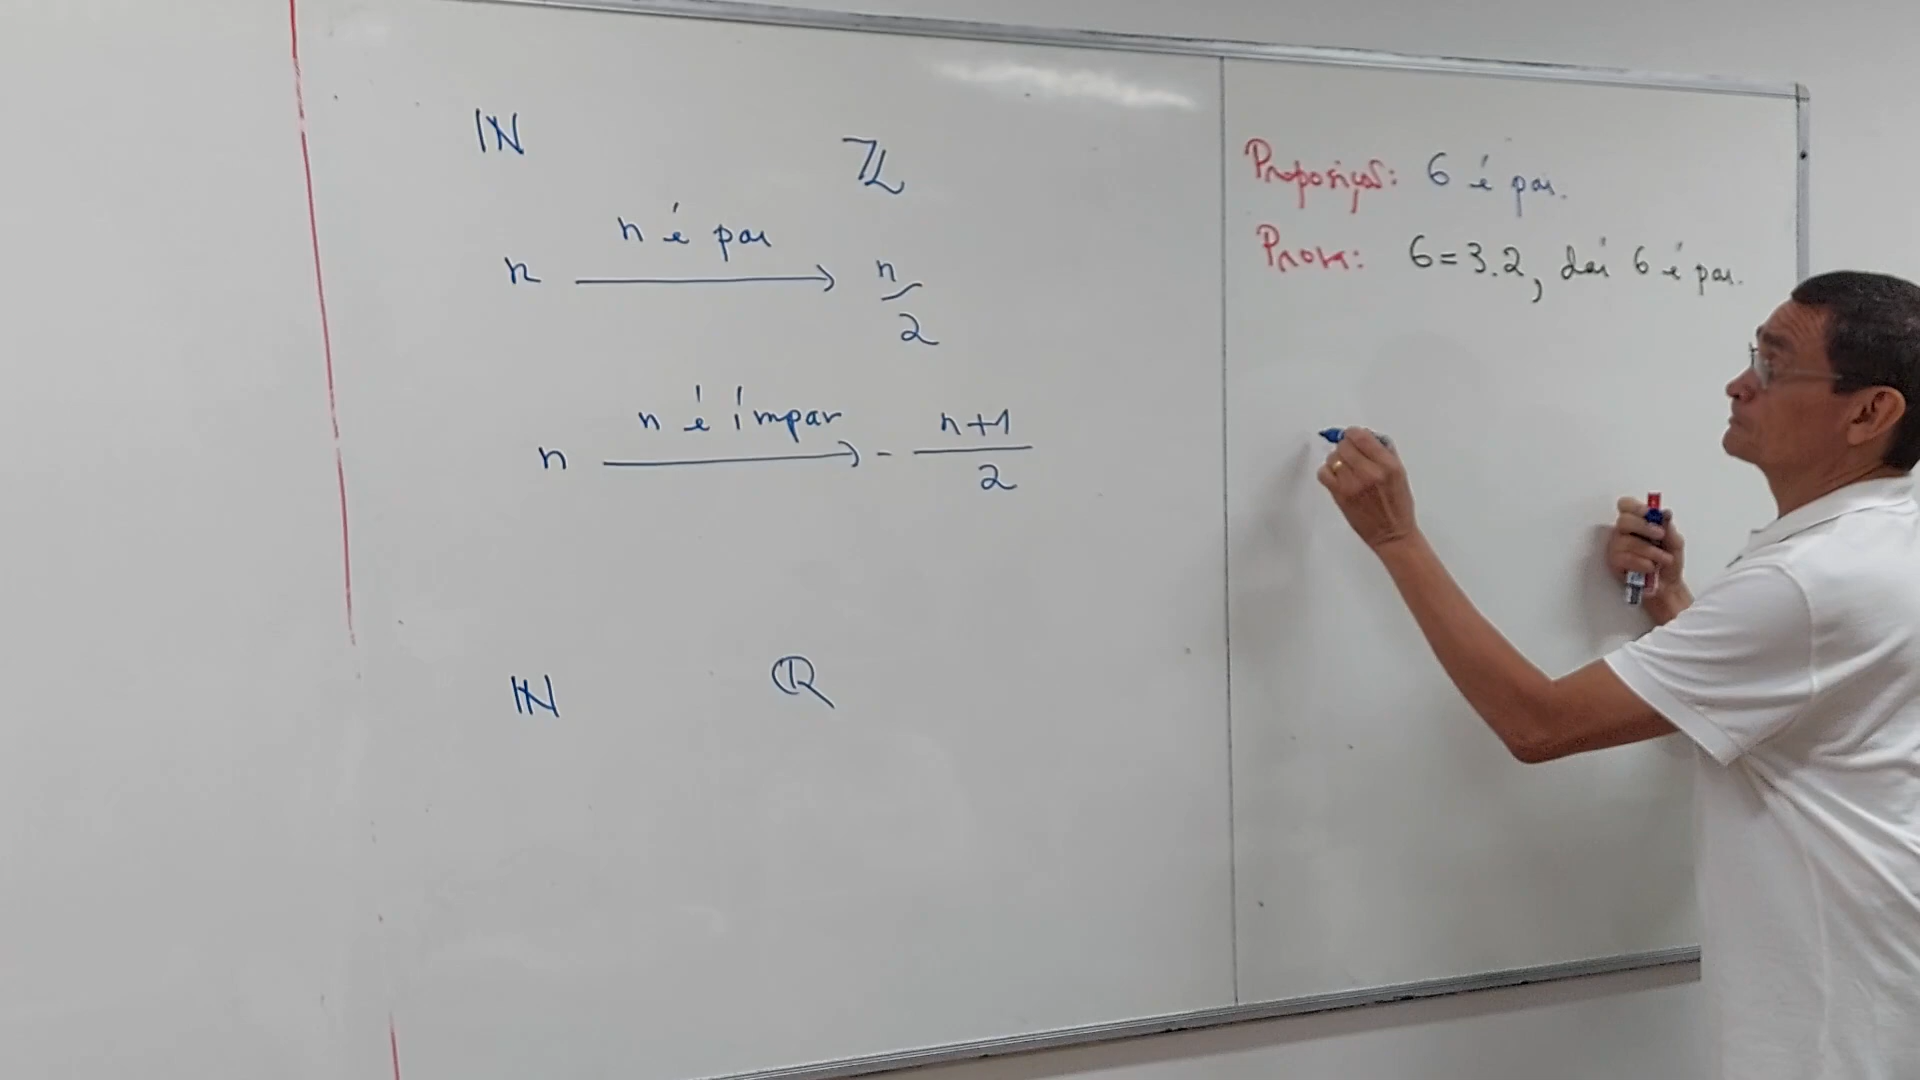 ℕ ℤ
n é par
n → n/2
n é ímpar
n → - (n+1)/2
ℕ ℚ
Proposição: 6 é par.
Prova: 6=3.2, daí 6 é par.